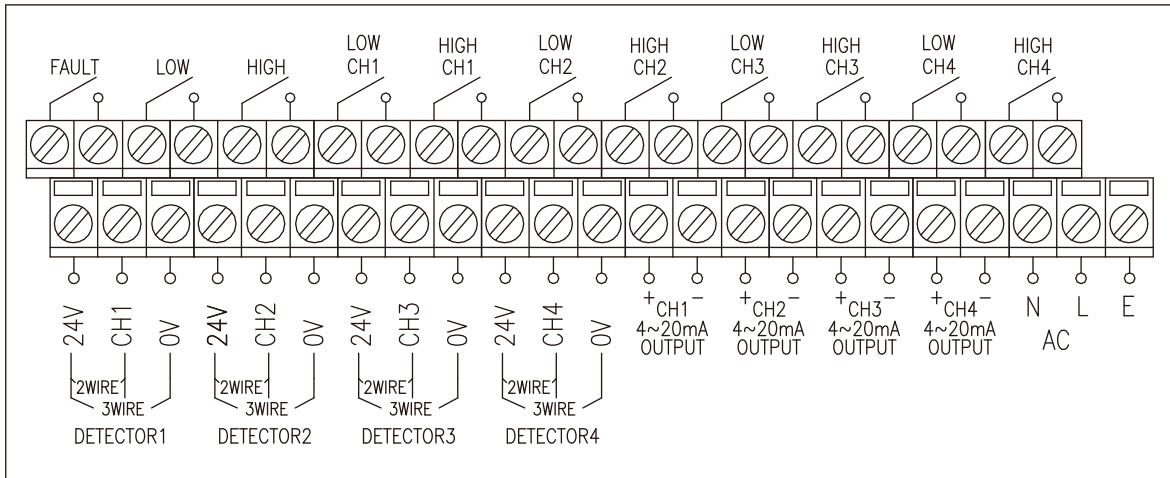 FAULT
LOW
HIGH
LOW
CH1
HIGH
CH1
LOW
CH2
HIGH
CH2
LOW
CH3
HIGH
CH3
LOW
CH4
HIGH
CH4
24V
CH1
0V
24V
CH2
0V
24V
CH3
0V
24V
CH4
0V
+CH1-
4~20mA
OUTPUT
+CH2-
4~20mA
OUTPUT
+CH3-
4~20mA
OUTPUT
+CH4-
4~20mA
OUTPUT
N L E
AC
2WIRE
3WIRE
DETECTOR1
2WIRE
3WIRE
DETECTOR2
2WIRE
3WIRE
DETECTOR3
2WIRE
3WIRE
DETECTOR4